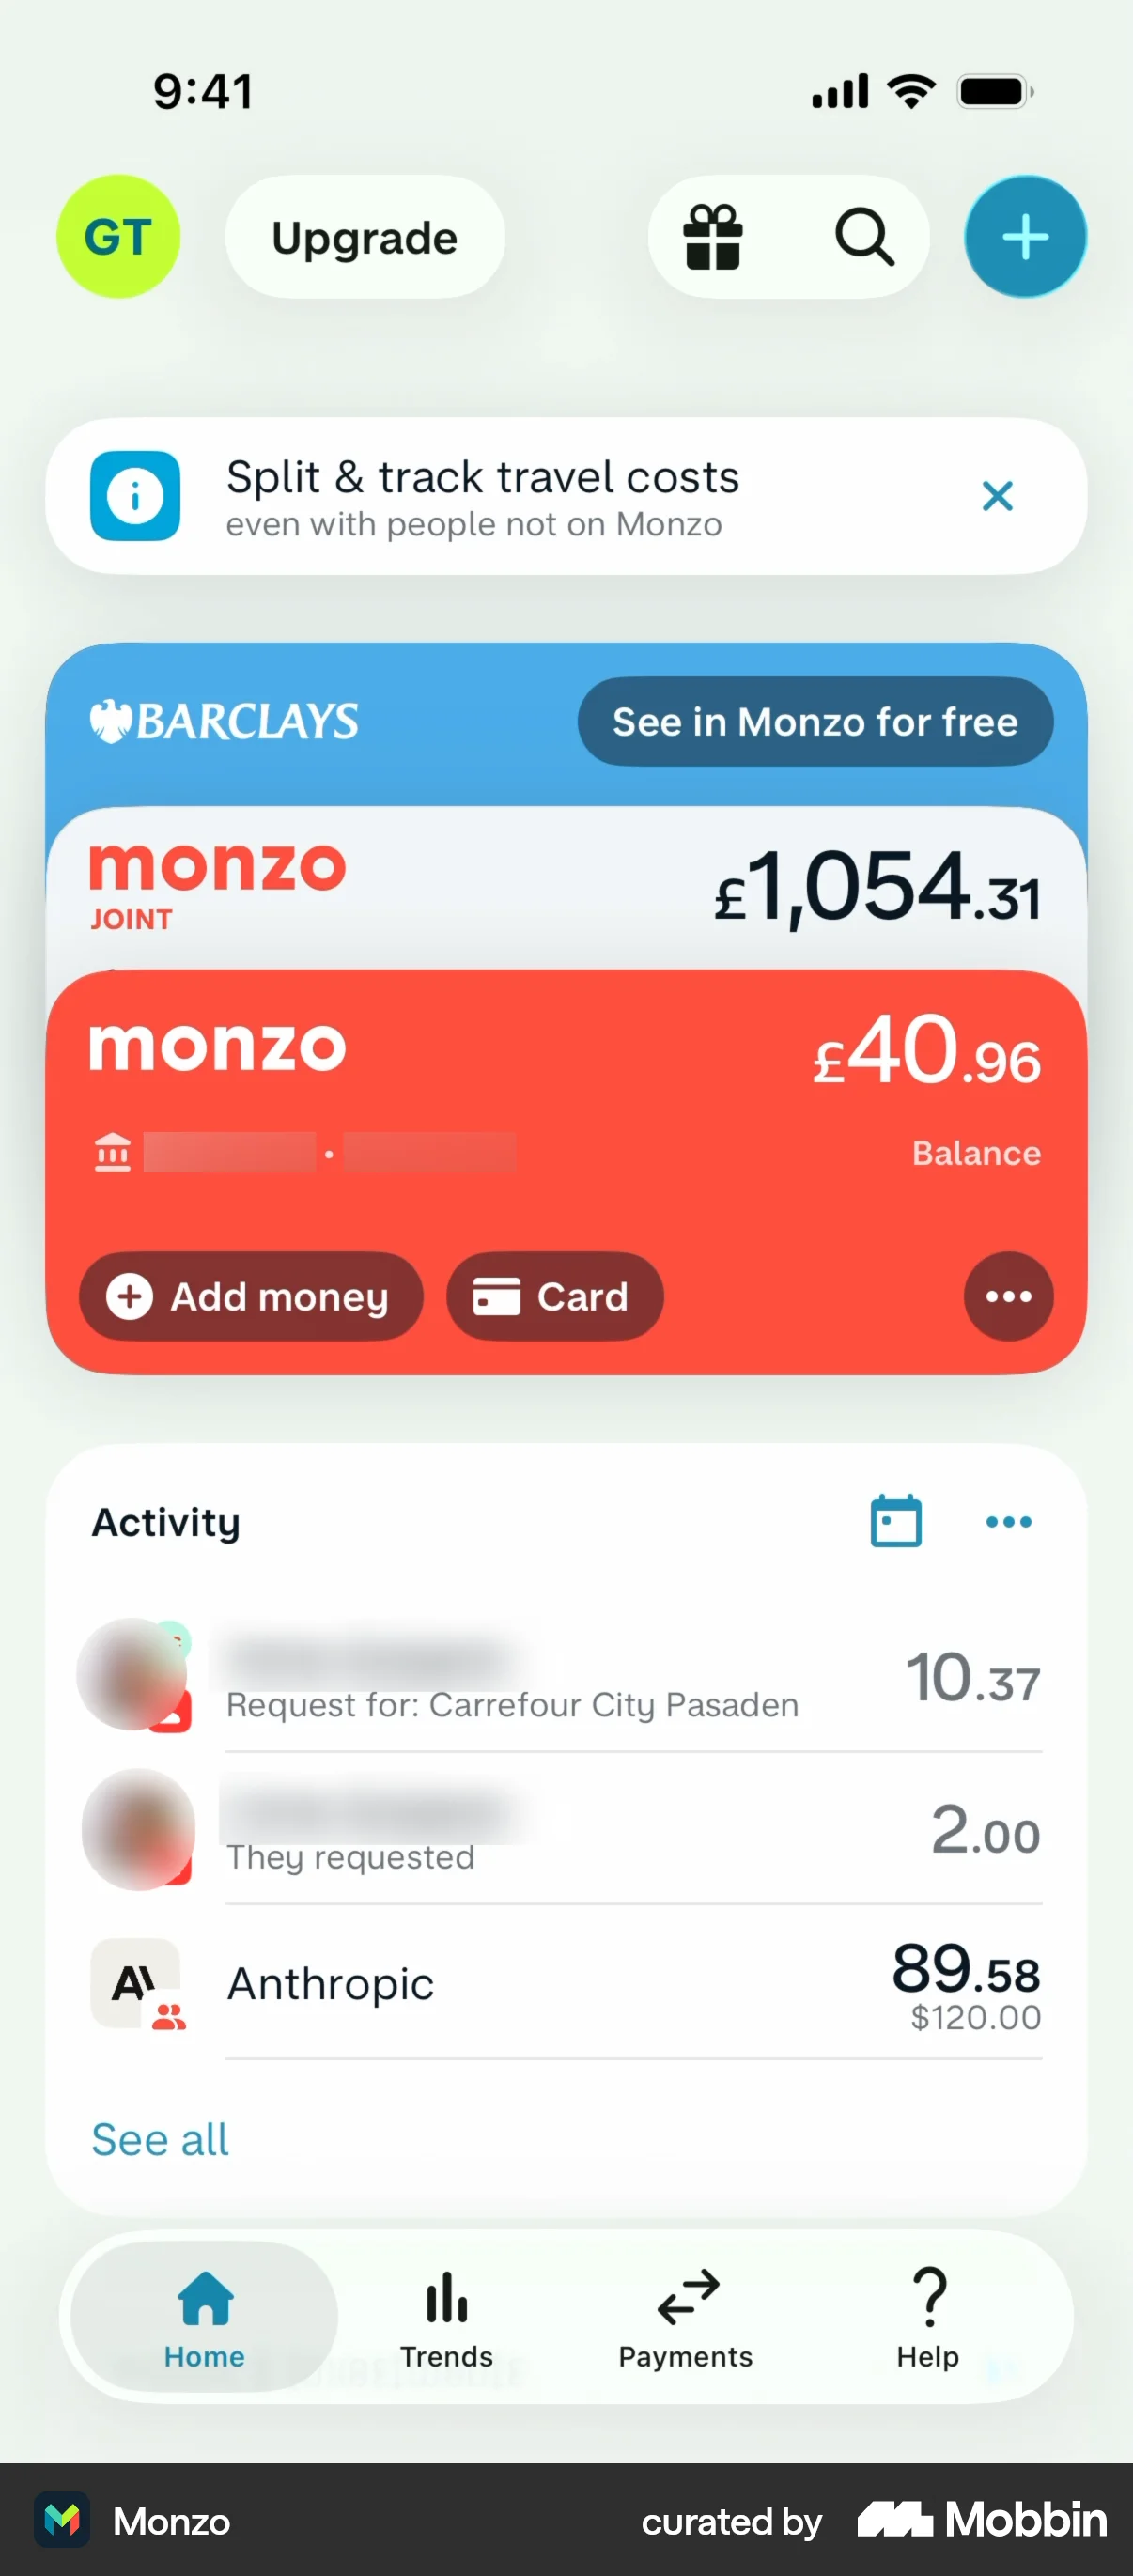 9:41
GT
Upgrade
Split & track travel costs
even with people not on Monzo
BARCLAYS
See in Monzo for free
monzo
JOINT
£1,054.31
monzo
£40.96
Balance
Add money
Card
Activity
Request for: Carrefour City Pasaden
10.37
They requested
2.00
Anthropic
89.58
$120.00
See all
Home
Trends
Payments
Help
Monzo
curated by Mobbin